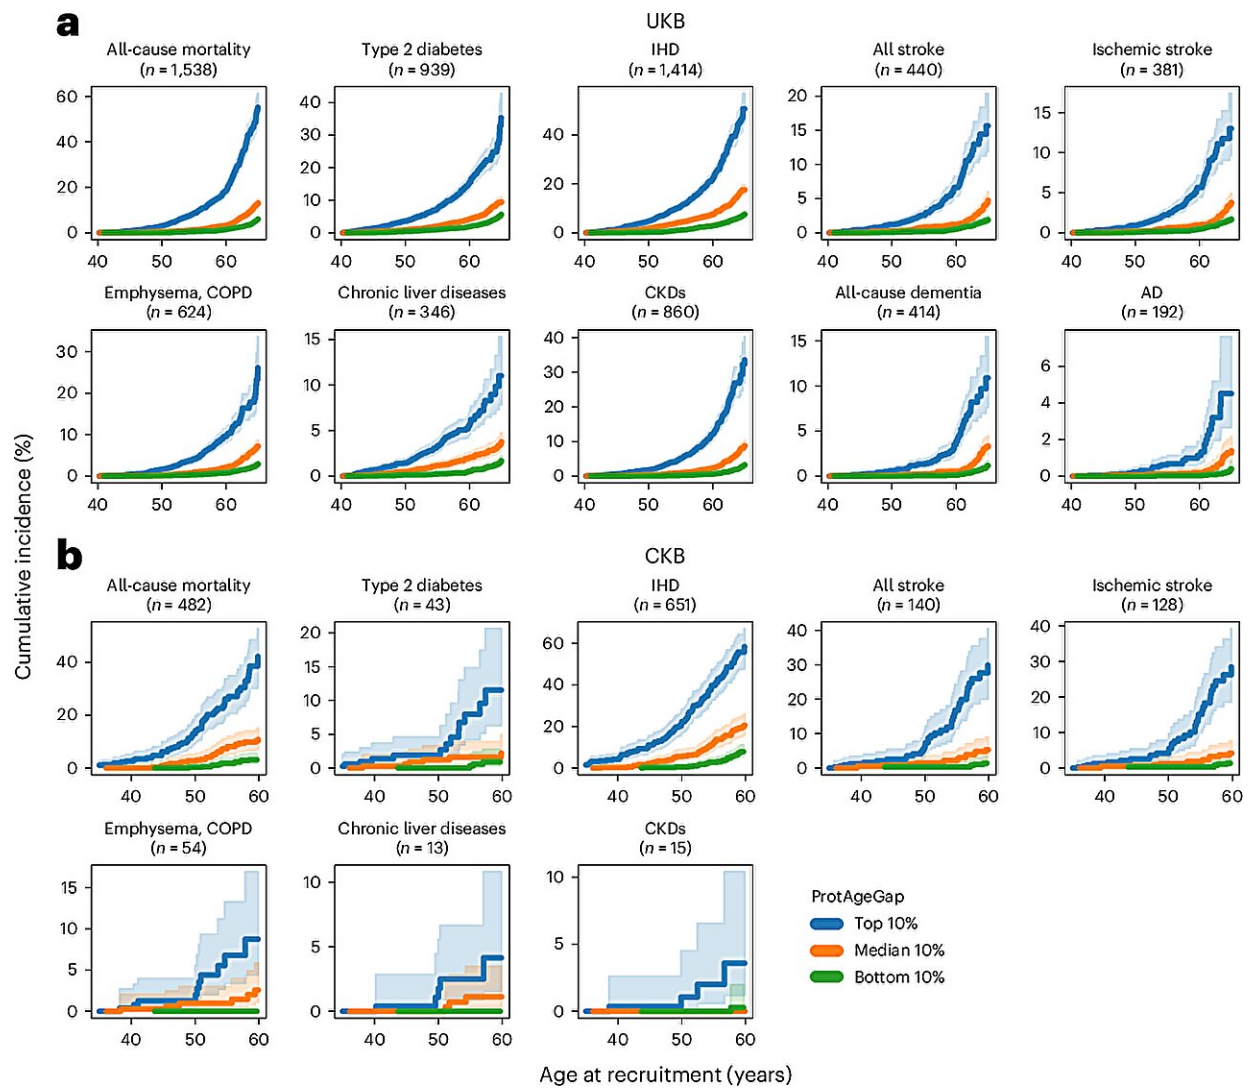 a
UKB
All-cause mortality
(n = 1,538)
60
40
20
0
40 50 60
Type 2 diabetes
(n = 939)
40
30
20
10
0
40 50 60
IHD
(n = 1,414)
40
20
0
40 50 60
All stroke
(n = 440)
20
15
10
5
0
40 50 60
Ischemic stroke
(n = 381)
15
10
5
0
40 50 60
Emphysema, COPD
(n = 624)
30
20
10
0
40 50 60
Chronic liver diseases
(n = 346)
15
10
5
0
40 50 60
CKDs
(n = 860)
40
30
20
10
0
40 50 60
All-cause dementia
(n = 414)
15
10
5
0
40 50 60
AD
(n = 192)
6
4
2
0
40 50 60
Cumulative incidence (%)
b
CKB
All-cause mortality
(n = 482)
40
20
0
40 50 60
Type 2 diabetes
(n = 43)
20
15
10
5
0
40 50 60
IHD
(n = 651)
60
40
20
0
40 50 60
All stroke
(n = 140)
40
30
20
10
0
40 50 60
Ischemic stroke
(n = 128)
40
30
20
10
0
40 50 60
Emphysema, COPD
(n = 54)
15
10
5
0
40 50 60
Chronic liver diseases
(n = 13)
10
5
0
40 50 60
CKDs
(n = 15)
10
5
0
40 50 60
ProtAgeGap
Top 10%
Median 10%
Bottom 10%
Age at recruitment (years)